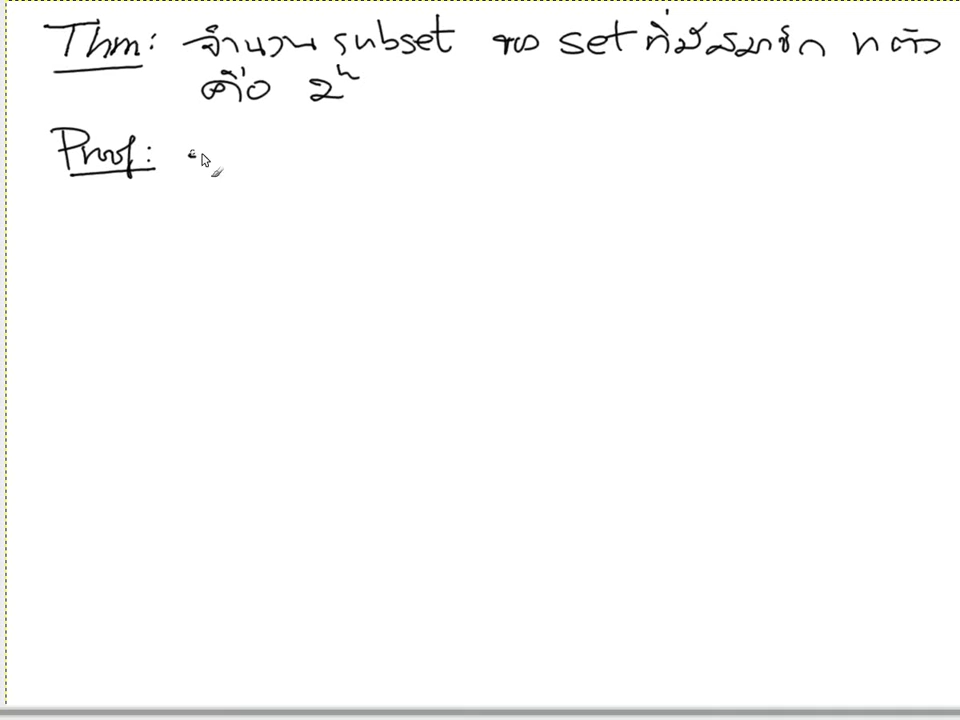 Thm: จำนวน subset ของ set ที่มีสมาชิก n ตัว
คือ 2ⁿ
Proof: